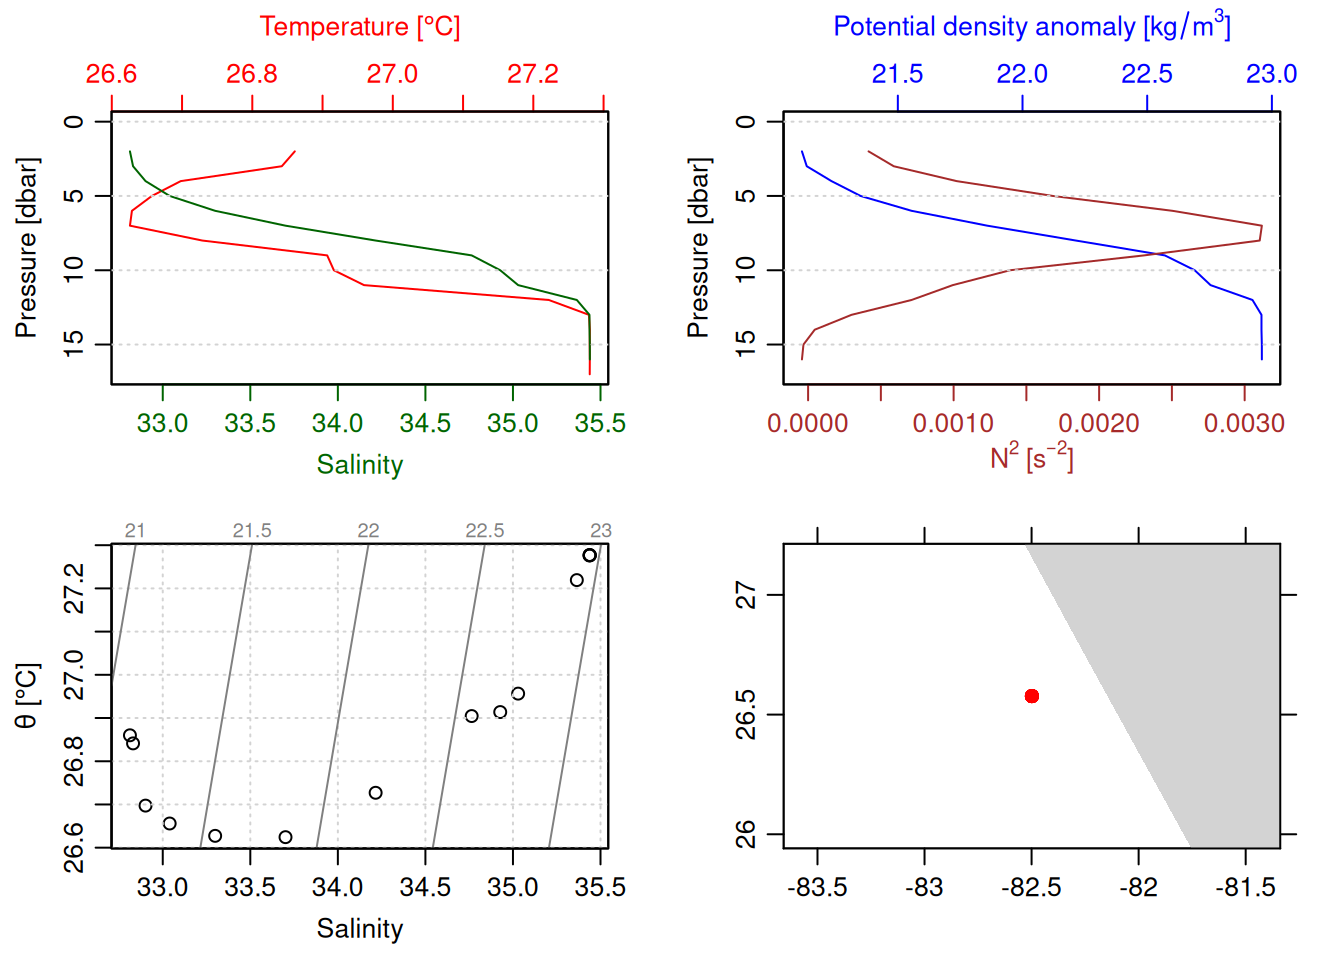 Temperature [°C]
26.6 26.8 27.0 27.2
Pressure [dbar]
0
5
10
15
33.0 33.5 34.0 34.5 35.0 35.5
Salinity
Potential density anomaly [kg/m³]
21.5 22.0 22.5 23.0
Pressure [dbar]
0
5
10
15
0.0000 0.0010 0.0020 0.0030
N² [s⁻²]
21 21.5 22 22.5 23
θ [°C]
27.2
27.0
26.8
26.6
33.0 33.5 34.0 34.5 35.0 35.5
Salinity
27
26.5
26
-83.5 -83 -82.5 -82 -81.5